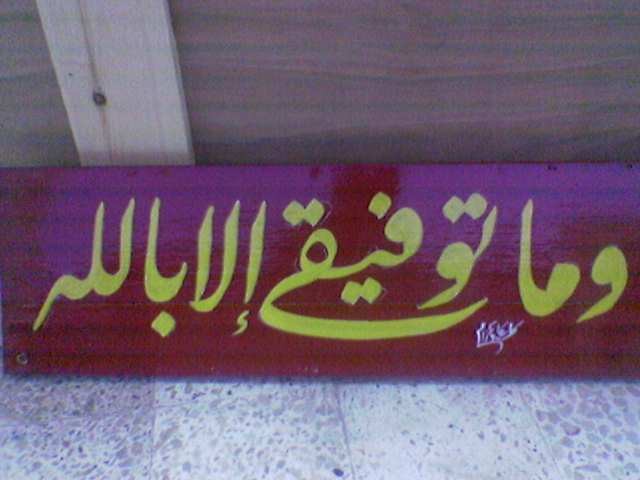 وما توفيقي إلا بالله